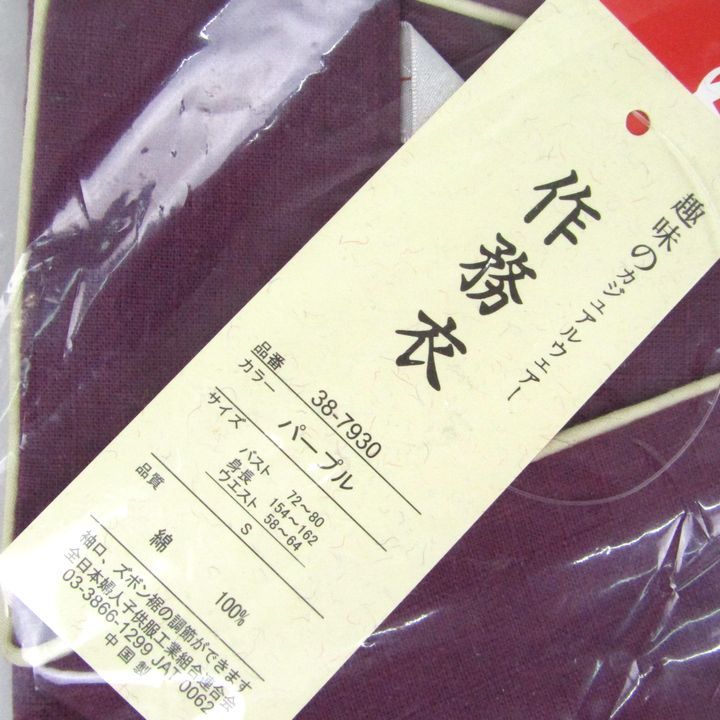 趣味のカジュアルウェアー
作務衣
品番 38-7930
カラー パープル
サイズ
バスト 72~80
身長 154~162
ウエスト 58~64
S
品質
綿 100%
袖口、ズボン裾の調節ができます
全日本婦人子供服工業組合連合会
03-3866-1299 JAT 0062
中国製